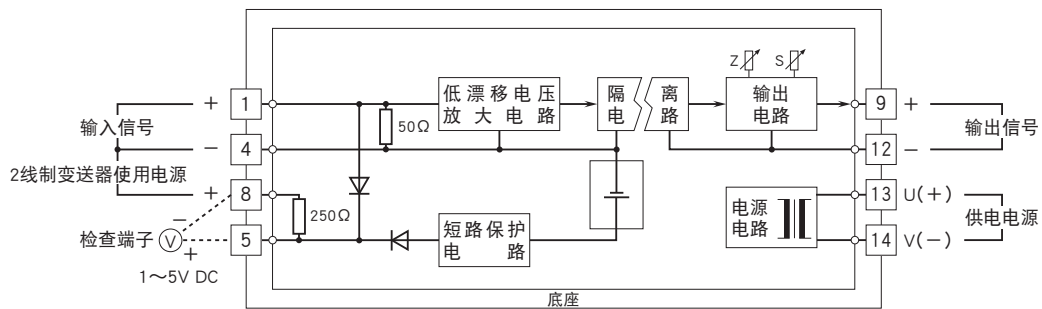 Z S
+ 1 低漂移电压 隔 离 输出 9 +
放大电路 电 路 电路
50Ω
输入信号
输出信号
− 4 12 −
2线制变送器使用电源
+ 8 13 U(+)
250Ω
电源
电路
供电电源
−
检查端子 V 5 短路保护 14 V(−)
电路
+
1～5V DC
底座